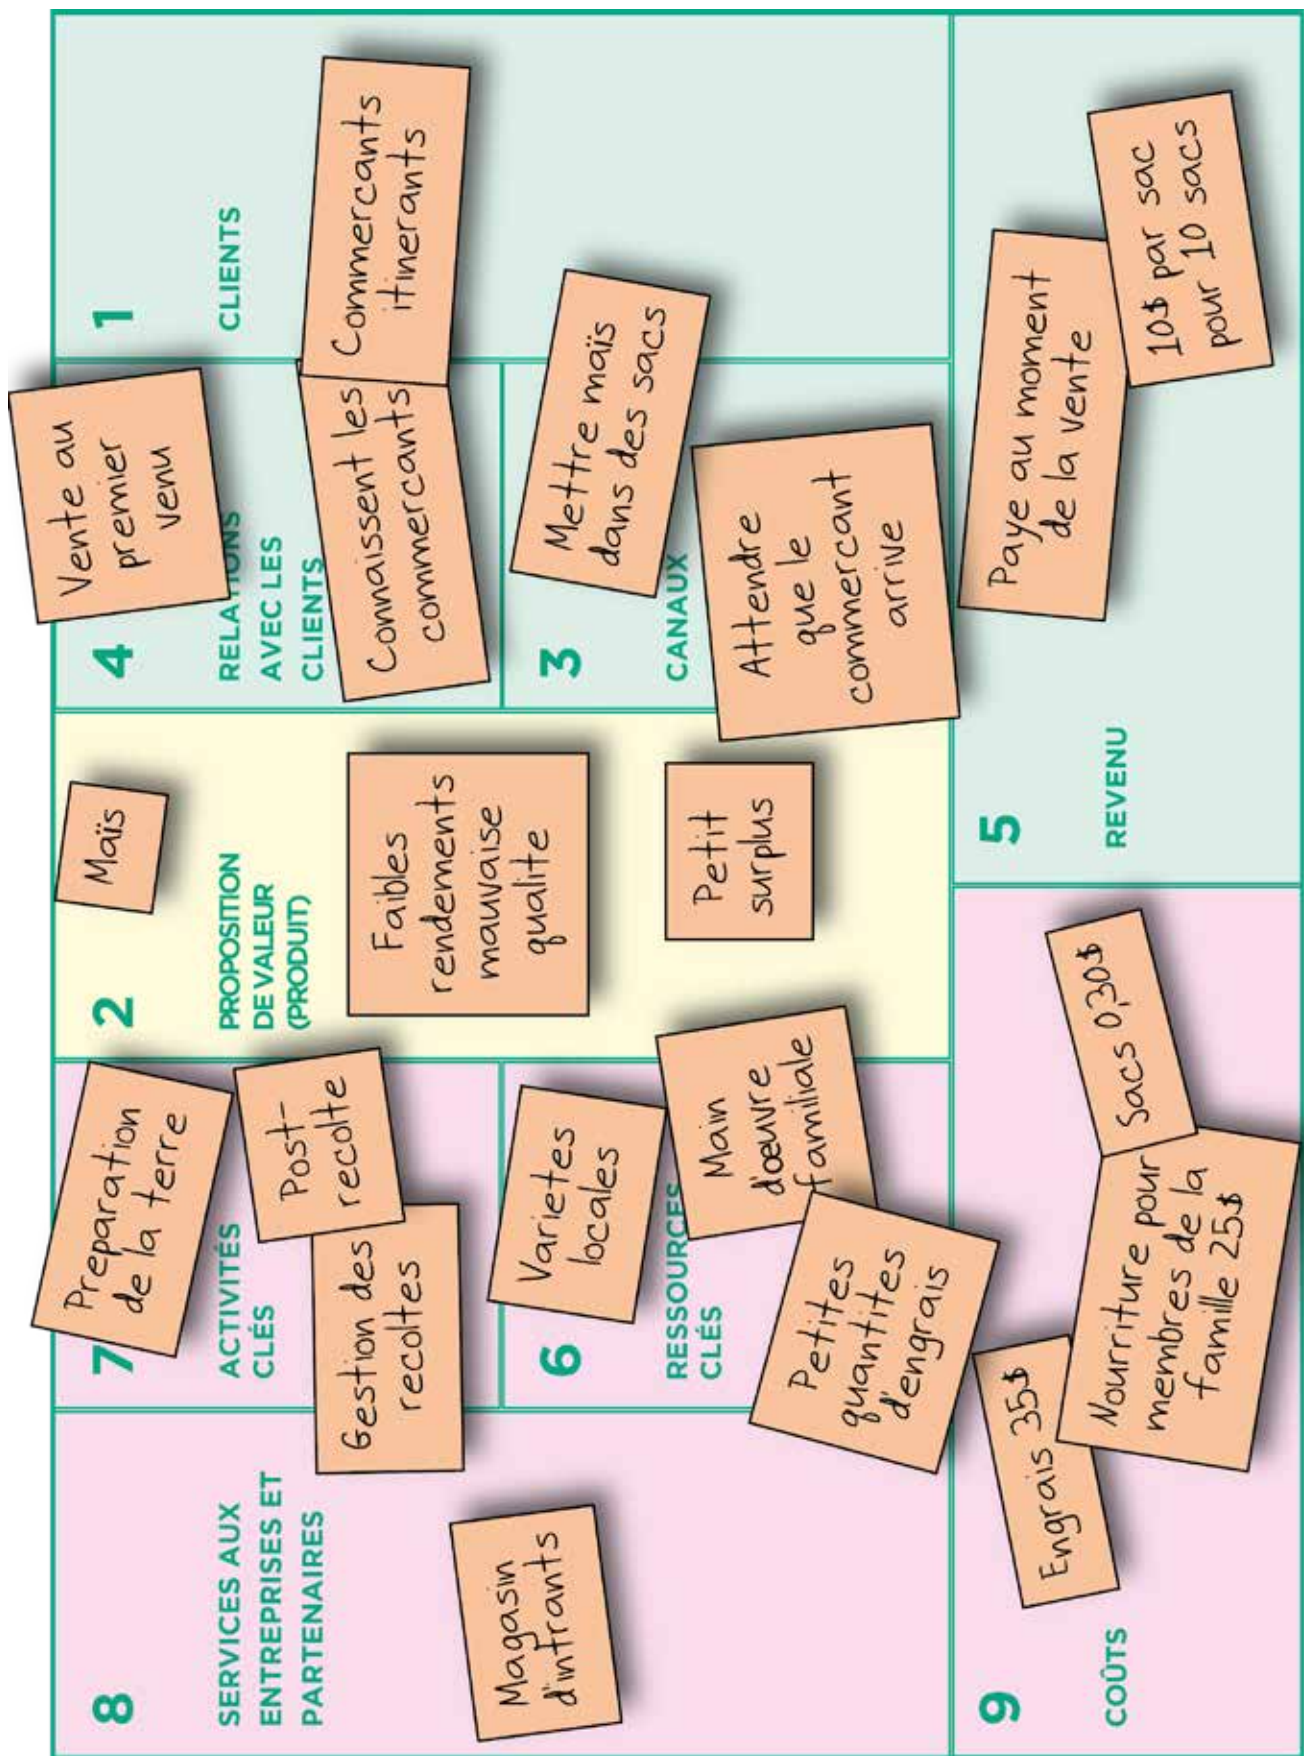 8
SERVICES AUX
ENTREPRISES ET
PARTENAIRES
Magasin
d'intrants
7
ACTIVITÉS
CLÉS
Preparation
de la terre
Post-
recolte
Gestion des
recoltes
6
RESSOURCES
CLÉS
Varietes
locales
Main
d'œuvre
familiale
Petites
quantites
d'engrais
2
PROPOSITION
DE VALEUR
(PRODUIT)
Maïs
Faibles
rendements
mauvaise
qualite
Petit
surplus
4
RELATIONS
AVEC LES
CLIENTS
Vente au
premier
venu
Connaissent les
commercants
3
CANAUX
Mettre maïs
dans des sacs
Attendre
que le
commercant
arrive
1
CLIENTS
Commercants
itinerants
9
COÛTS
Engrais 35$
Nourriture pour
membres de la
famille 25$
Sacs 0,30$
5
REVENU
Paye au moment
de la vente
10$ par sac
pour 10 sacs